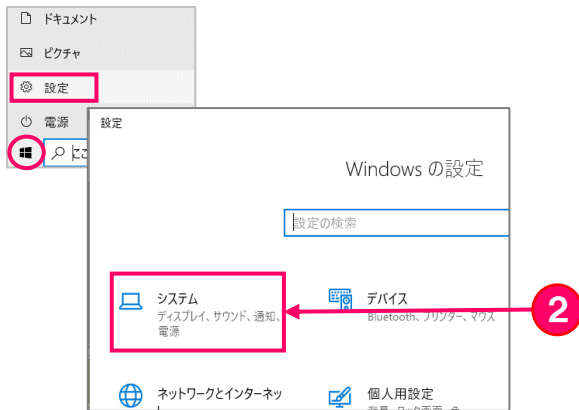 ドキュメント
ピクチャ
設定
電源
設定
Windows の設定
設定の検索
システム
ディスプレイ、サウンド、通知、
電源
デバイス
Bluetooth、プリンター、マウス
2
ネットワークとインターネッ
個人用設定